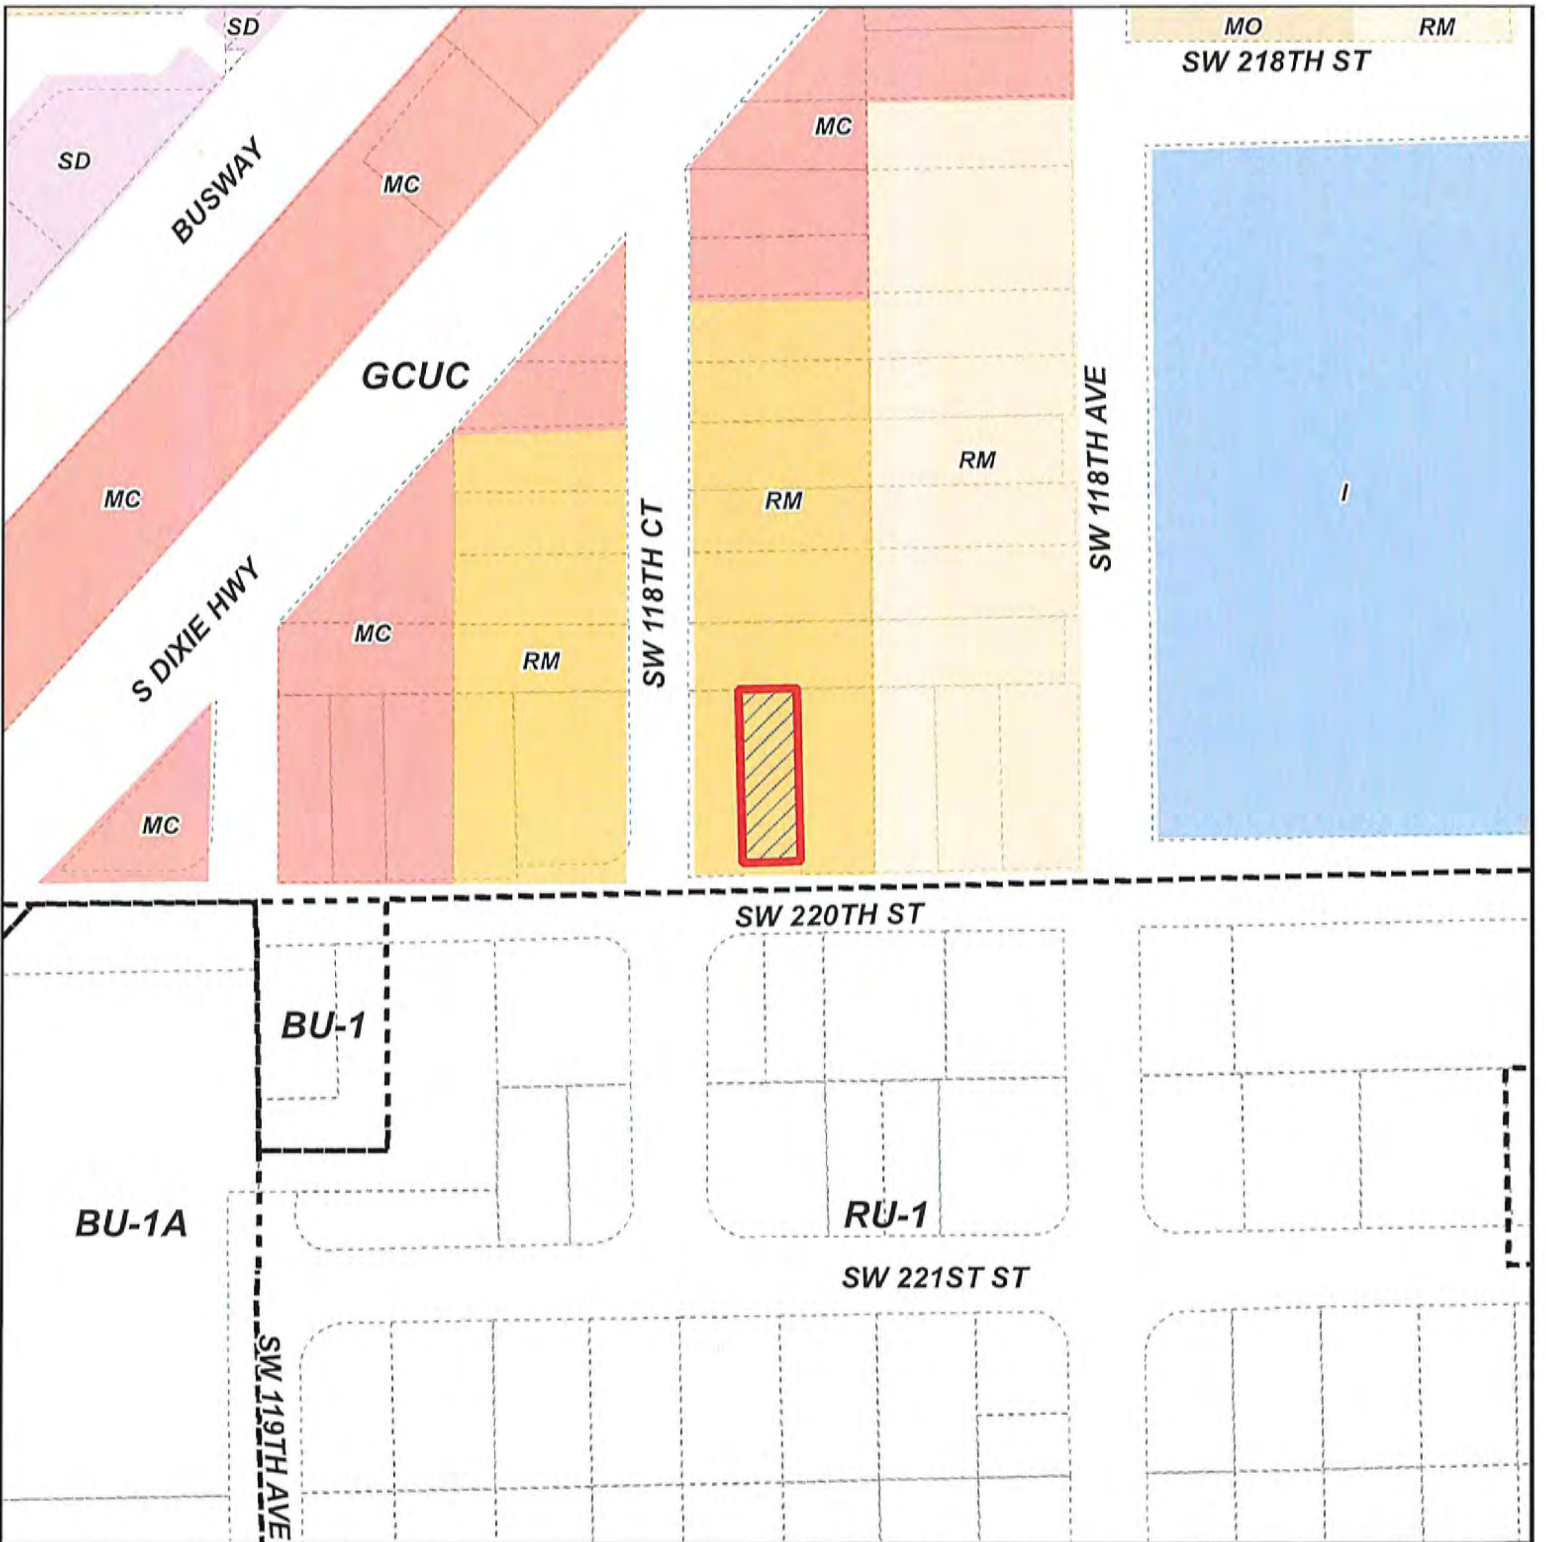 SD
MO
RM
SW 218TH ST
MC
SD
BUSWAY
MC
GCUC
SW 118TH AVE
RM
MC
I
RM
SW 118TH CT
S DIXIE HWY
MC
RM
MC
SW 220TH ST
BU-1
BU-1A
RU-1
SW 221ST ST
SW 119TH AVE